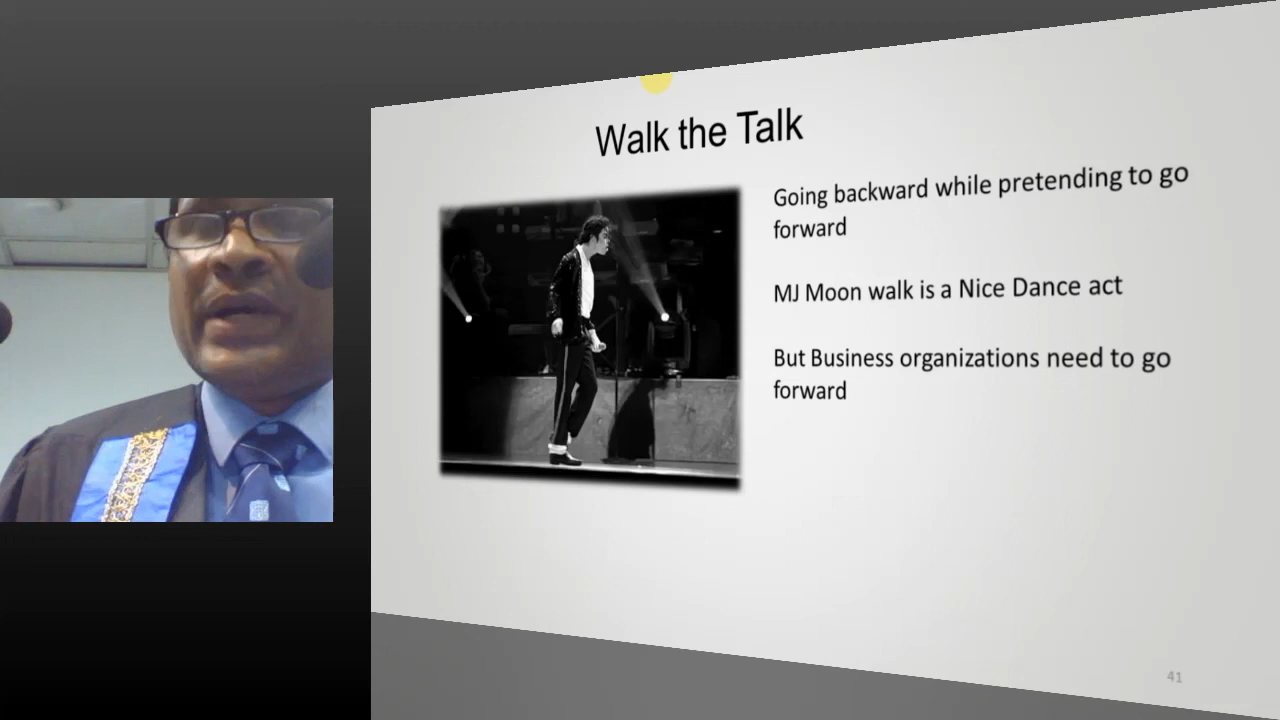 Walk the Talk
Going backward while pretending to go
forward
MJ Moon walk is a Nice Dance act
But Business organizations need to go
forward
41